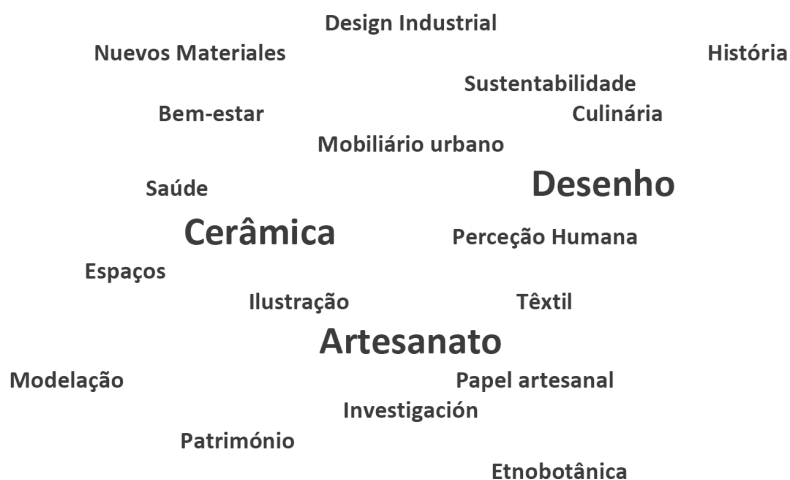 Design Industrial
Nuevos Materiales
História
Sustentabilidade
Bem-estar
Culinária
Mobiliário urbano
Saúde
Desenho
Cerâmica
Perceção Humana
Espaços
Ilustração
Têxtil
Artesanato
Modelação
Papel artesanal
Investigación
Património
Etnobotânica